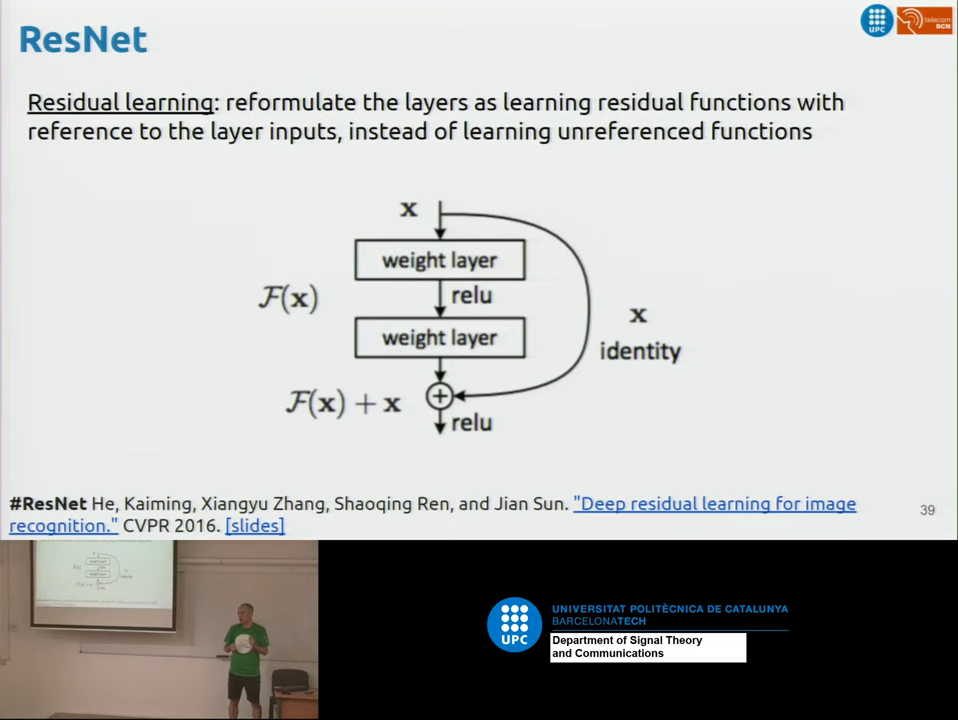 ResNet
UPC
telecom
BCN
Residual learning: reformulate the layers as learning residual functions with
reference to the layer inputs, instead of learning unreferenced functions
x
weight layer
F(x)
relu
x
weight layer
identity
F(x) + x
relu
#ResNet He, Kaiming, Xiangyu Zhang, Shaoqing Ren, and Jian Sun. "Deep residual learning for image
recognition." CVPR 2016. [slides]
39
UPC
UNIVERSITAT POLITÈCNICA DE CATALUNYA
BARCELONATECH
Department of Signal Theory
and Communications